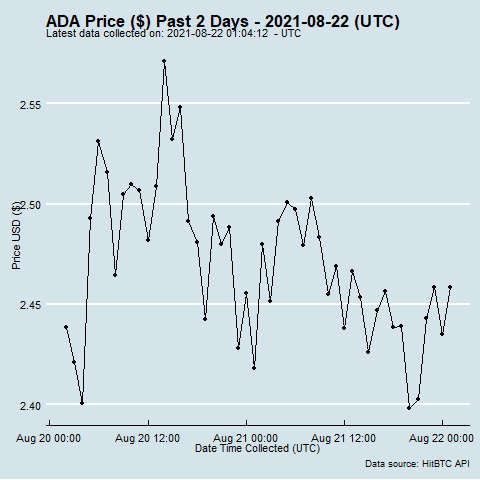 ADA Price ($) Past 2 Days - 2021-08-22 (UTC)
Latest data collected on: 2021-08-22 01:04:12 - UTC
2.55
2.50
2.45
2.40
Price USD ($)
Aug 20 00:00 Aug 20 12:00 Aug 21 00:00 Aug 21 12:00 Aug 22 00:00
Date Time Collected (UTC)
Data source: HitBTC API